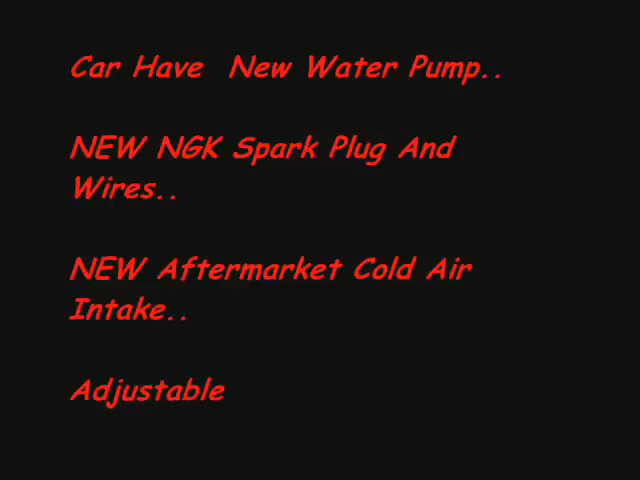 Car Have  New Water Pump..
NEW NGK Spark Plug And
Wires..
NEW Aftermarket Cold Air
Intake..
Adjustable